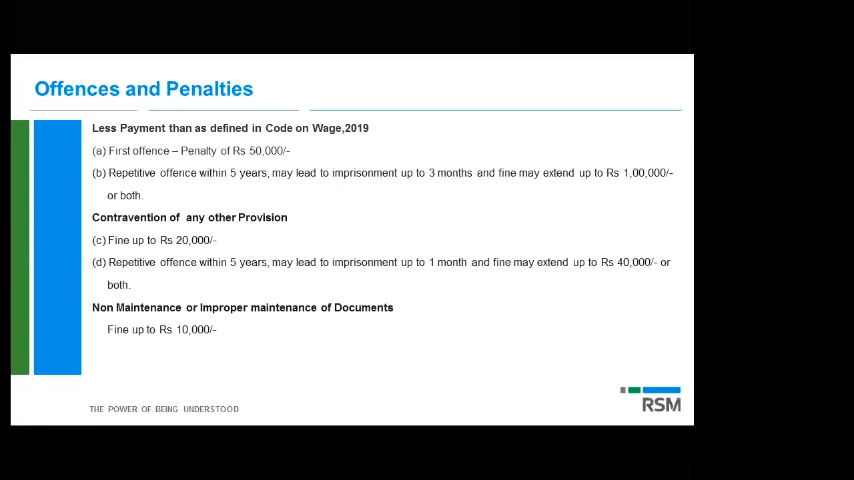 Offences and Penalties
Less Payment than as defined in Code on Wage,2019
(a) First offence – Penalty of Rs 50,000/-
(b) Repetitive offence within 5 years, may lead to imprisonment up to 3 months and fine may extend up to Rs 1,00,000/-
or both.
Contravention of any other Provision
(c) Fine up to Rs 20,000/-
(d) Repetitive offence within 5 years, may lead to imprisonment up to 1 month and fine may extend up to Rs 40,000/- or
both.
Non Maintenance or Improper maintenance of Documents
Fine up to Rs 10,000/-
THE POWER OF BEING UNDERSTOOD
RSM